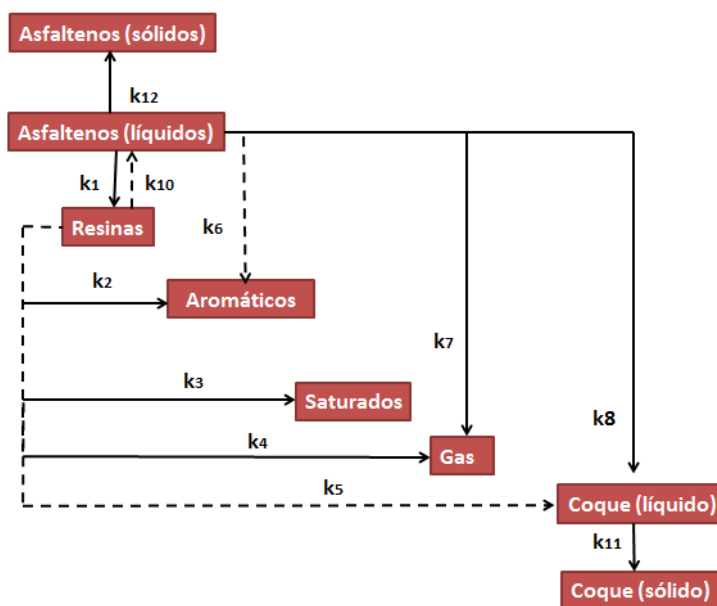 Asfaltenos (sólidos)
k12
Asfaltenos (líquidos)
k1
k10
Resinas
k6
k2
Aromáticos
k7
k3
Saturados
k8
k4
Gas
k5
Coque (líquido)
k11
Coque (sólido)